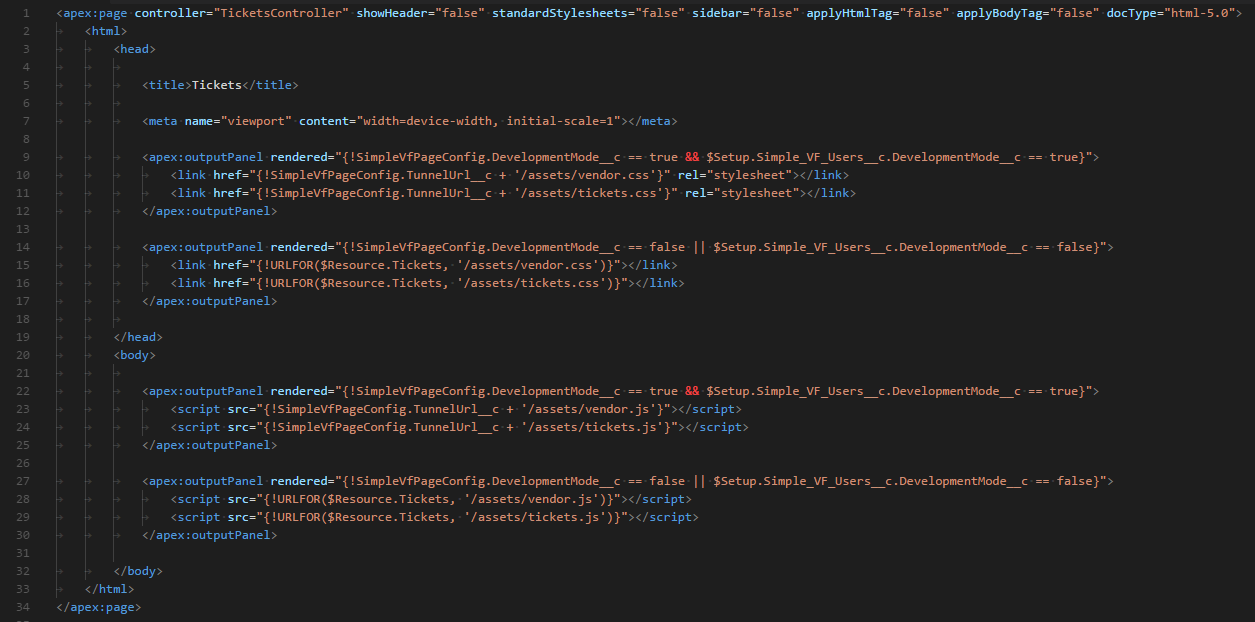 1 <apex:page controller="TicketsController" showHeader="false" standardStylesheets="false" sidebar="false" applyHtmlTag="false" applyBodyTag="false" docType="html-5.0">
2 <html>
3 <head>
4
5 <title>Tickets</title>
6
7 <meta name="viewport" content="width=device-width, initial-scale=1"></meta>
8
9 <apex:outputPanel rendered="{!SimpleVfPageConfig.DevelopmentMode__c == true && $Setup.Simple_VF_Users__c.DevelopmentMode__c == true}">
10 <link href="{!SimpleVfPageConfig.TunnelUrl__c + '/assets/vendor.css'}" rel="stylesheet"></link>
11 <link href="{!SimpleVfPageConfig.TunnelUrl__c + '/assets/tickets.css'}" rel="stylesheet"></link>
12 </apex:outputPanel>
13
14 <apex:outputPanel rendered="{!SimpleVfPageConfig.DevelopmentMode__c == false || $Setup.Simple_VF_Users__c.DevelopmentMode__c == false}">
15 <link href="{!URLFOR($Resource.Tickets, '/assets/vendor.css')}"></link>
16 <link href="{!URLFOR($Resource.Tickets, '/assets/tickets.css')}"></link>
17 </apex:outputPanel>
18
19 </head>
20 <body>
21
22 <apex:outputPanel rendered="{!SimpleVfPageConfig.DevelopmentMode__c == true && $Setup.Simple_VF_Users__c.DevelopmentMode__c == true}">
23 <script src="{!SimpleVfPageConfig.TunnelUrl__c + '/assets/vendor.js'}"></script>
24 <script src="{!SimpleVfPageConfig.TunnelUrl__c + '/assets/tickets.js'}"></script>
25 </apex:outputPanel>
26
27 <apex:outputPanel rendered="{!SimpleVfPageConfig.DevelopmentMode__c == false || $Setup.Simple_VF_Users__c.DevelopmentMode__c == false}">
28 <script src="{!URLFOR($Resource.Tickets, '/assets/vendor.js')}"></script>
29 <script src="{!URLFOR($Resource.Tickets, '/assets/tickets.js')}"></script>
30 </apex:outputPanel>
31
32 </body>
33 </html>
34 </apex:page>